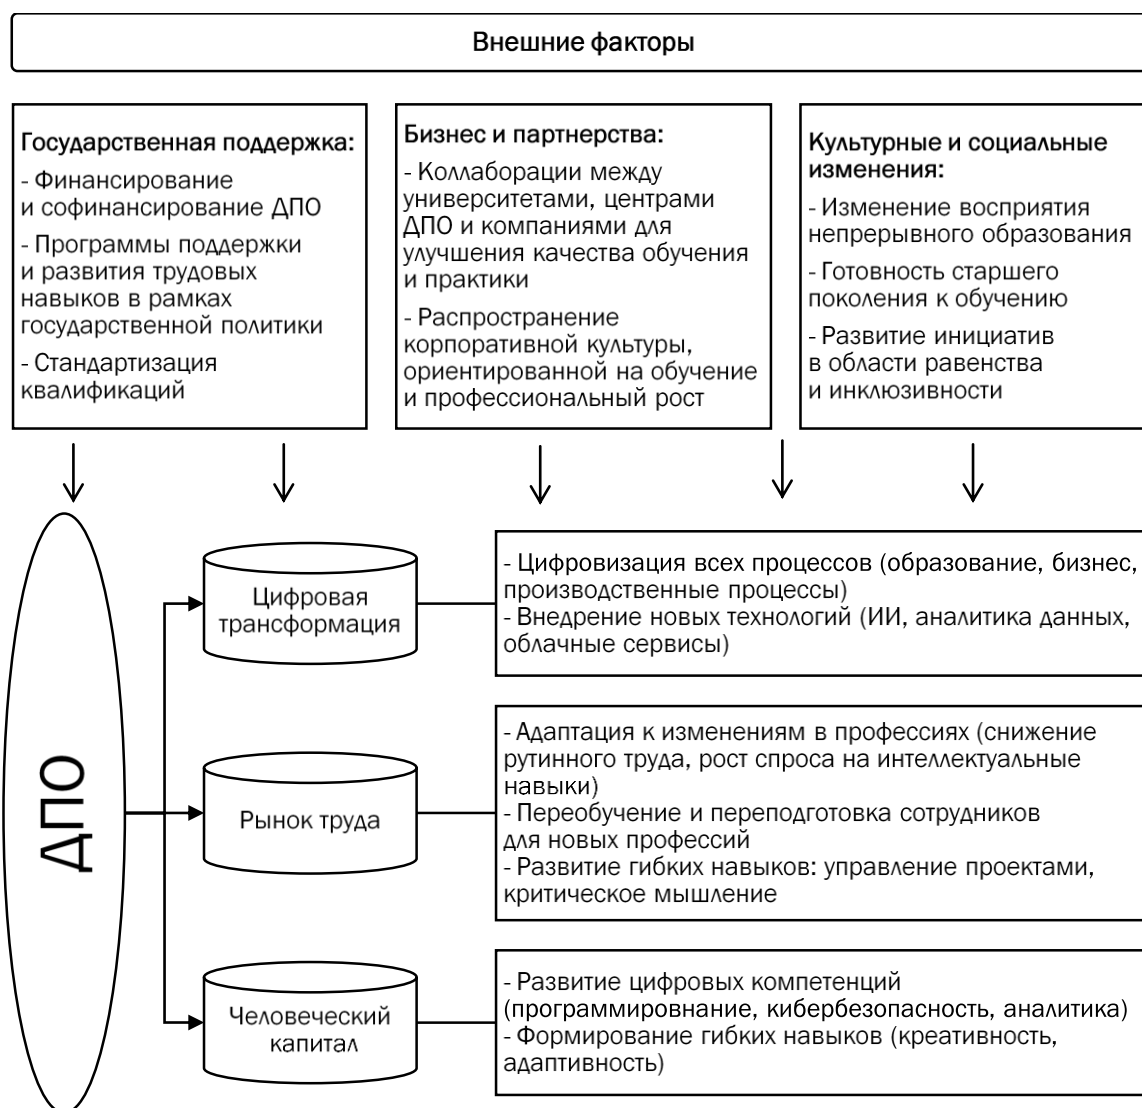 Внешние факторы
Государственная поддержка:
- Финансирование
и софинансирование ДПО
- Программы поддержки
и развития трудовых
навыков в рамках
государственной политики
- Стандартизация
квалификаций
Бизнес и партнерства:
- Коллаборации между
университетами, центрами
ДПО и компаниями для
улучшения качества обучения
и практики
- Распространение
корпоративной культуры,
ориентированной на обучение
и профессиональный рост
Культурные и социальные
изменения:
- Изменение восприятия
непрерывного образования
- Готовность старшего
поколения к обучению
- Развитие инициатив
в области равенства
и инклюзивности
ДПО
Цифровая
трансформация
- Цифровизация всех процессов (образование, бизнес,
производственные процессы)
- Внедрение новых технологий (ИИ, аналитика данных,
облачные сервисы)
Рынок труда
- Адаптация к изменениям в профессиях (снижение
рутинного труда, рост спроса на интеллектуальные
навыки)
- Переобучение и переподготовка сотрудников
для новых профессий
- Развитие гибких навыков: управление проектами,
критическое мышление
Человеческий
капитал
- Развитие цифровых компетенций
(программировнание, кибербезопасность, аналитика)
- Формирование гибких навыков (креативность,
адаптивность)